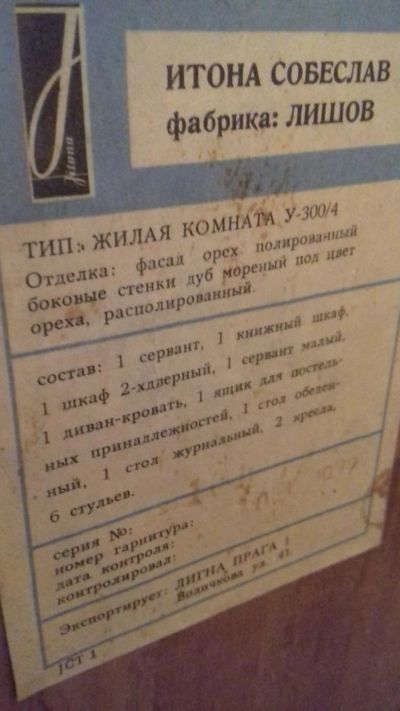 Jitona
ИТОНА СОБЕСЛАВ
фабрика: ЛИШОВ
ТИП: ЖИЛАЯ КОМНАТА У-300/4
Отделка: фасад орех полированный
боковые стенки дуб мореный под цвет
ореха, располированный.
состав: 1 сервант, 1 книжный шкаф,
1 шкаф 2-хдверный, 1 сервант малый,
1 диван-кровать, 1 ящик для постель-
ных принадлежностей, 1 стол обеден-
ный, 1 стол журнальный, 2 кресла,
6 стульев.
серия No:
номер гарнитура:
дата контроля:
контролировал:
Экспортирует: ЛИГНА ПРАГА 1
Водичкова ул. 41.
JCT 1